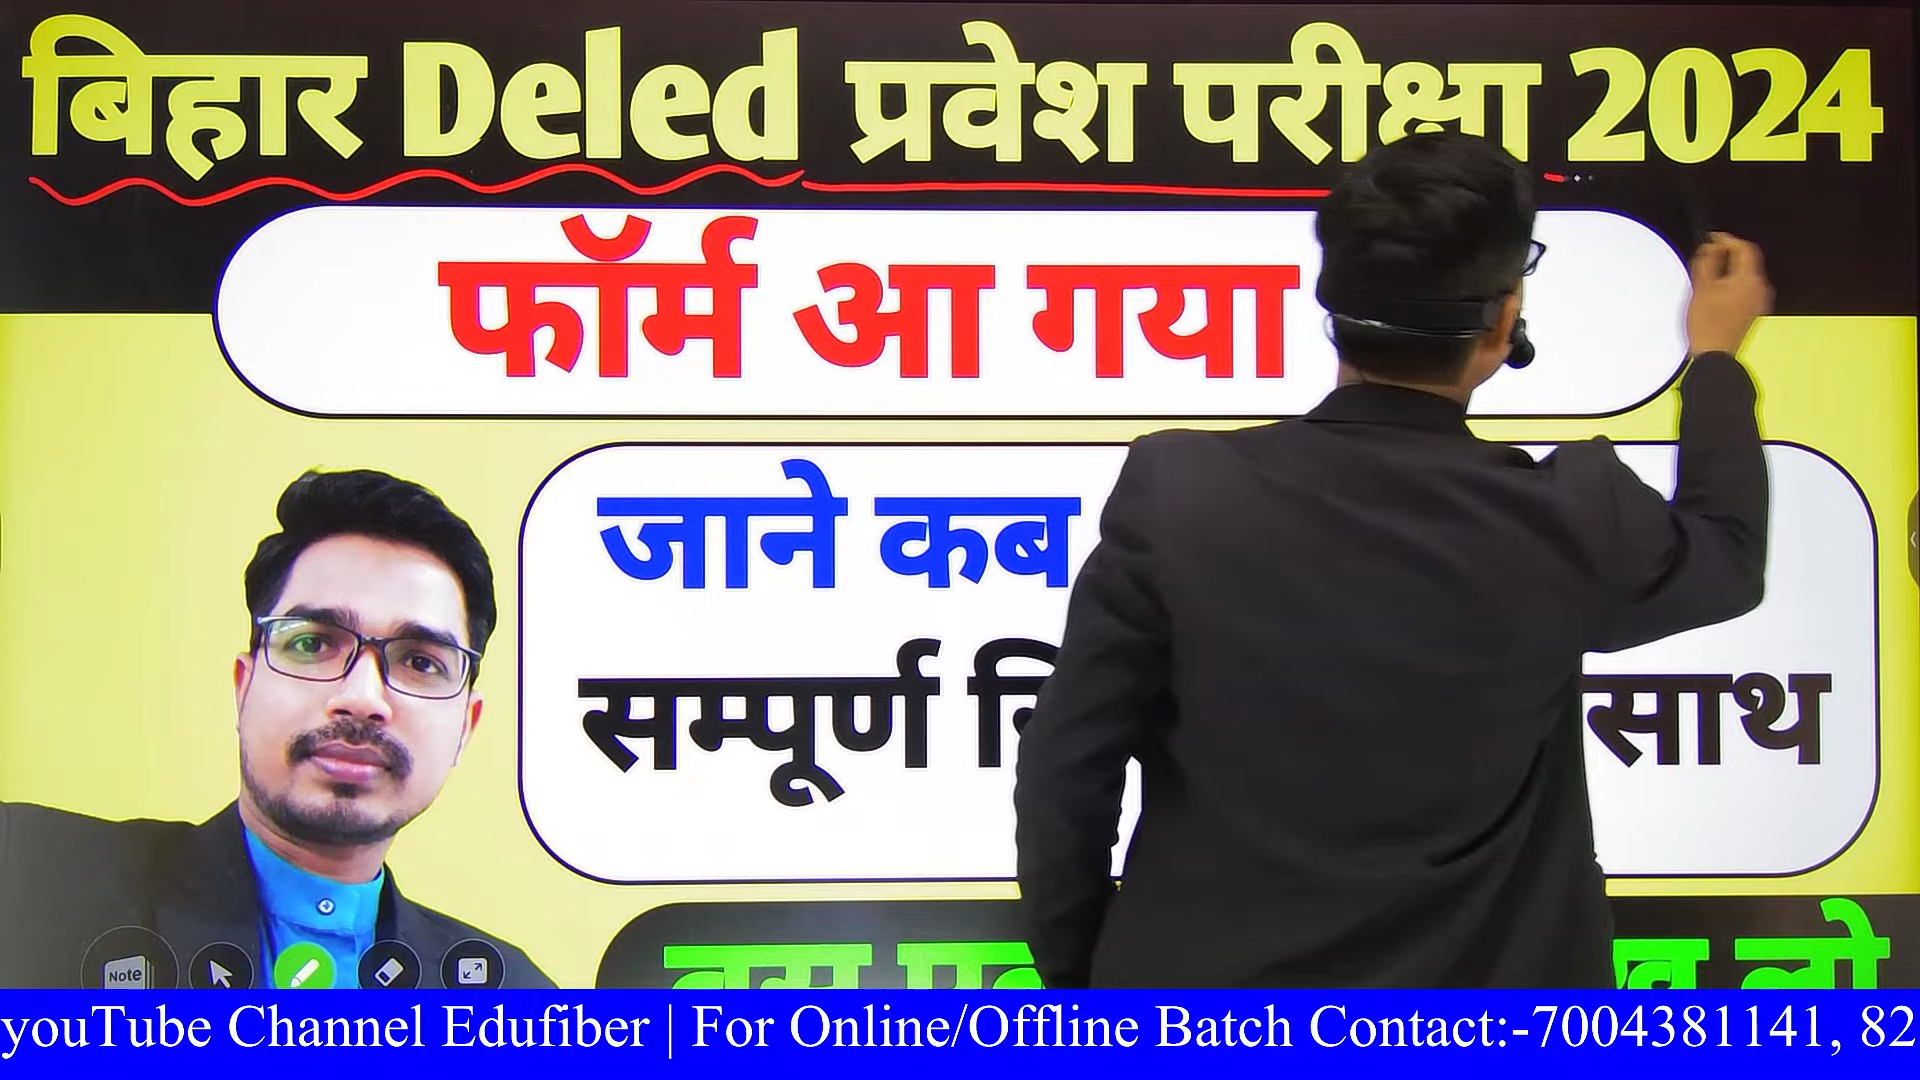 बिहार Deled प्रवेश परीक्षा 2024
फॉर्म आ गया
जाने कब
सम्पूर्ण साथ
लो
Note
youTube Channel Edufiber | For Online/Offline Batch Contact:-7004381141, 82